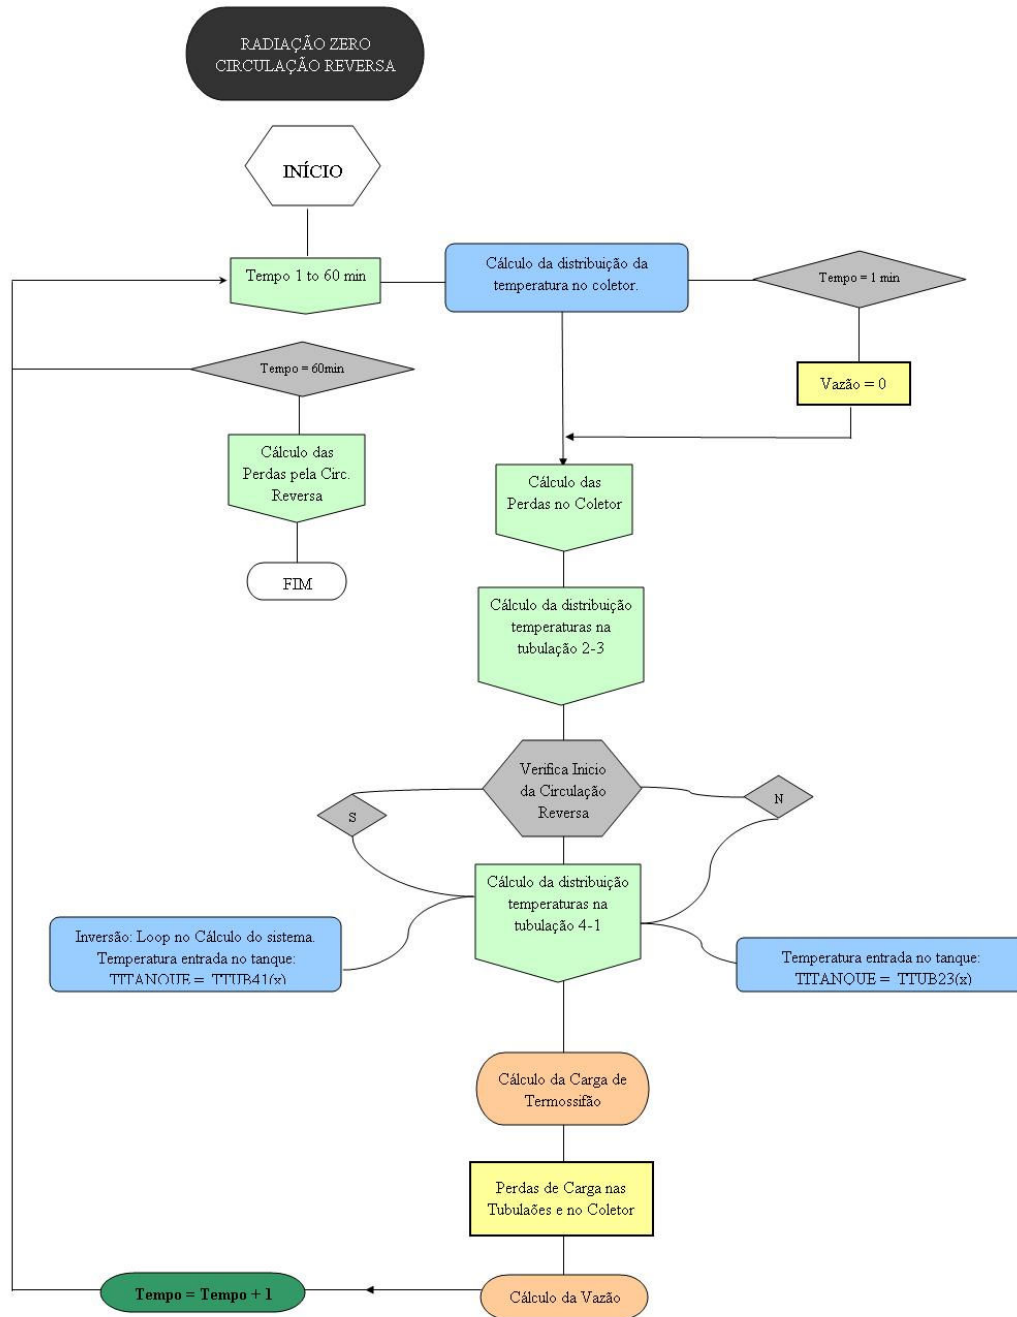 RADIAÇÃO ZERO
CIRCULAÇÃO REVERSA
INÍCIO
Tempo 1 to 60 min
Cálculo da distribuição da
temperatura no coletor.
Tempo = 1 min
Vazão = 0
Tempo = 60min
Cálculo das
Perdas pela Circ.
Reversa
FIM
Cálculo das
Perdas no Coletor
Cálculo da distribuição
temperaturas na
tubulação 2-3
Verifica Inicio
da Circulação
Reversa
S
N
Cálculo da distribuição
temperaturas na
tubulação 4-1
Inversão: Loop no Cálculo do sistema.
Temperatura entrada no tanque:
TITANQUE = TTUB41(x)
Temperatura entrada no tanque:
TITANQUE = TTUB23(x)
Cálculo da Carga de
Termossifão
Perdas de Carga nas
Tubulaões e no Coletor
Cálculo da Vazão
Tempo = Tempo + 1